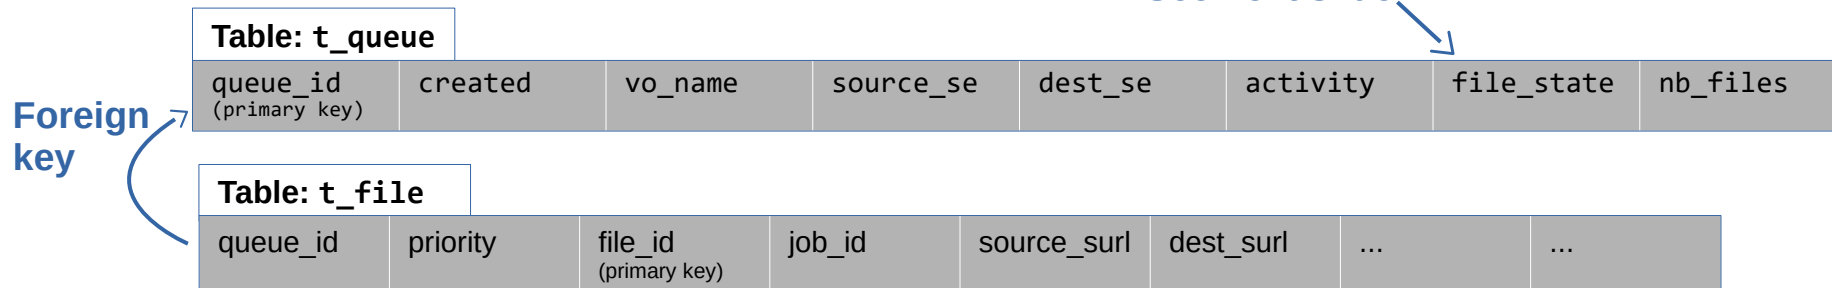 Table: t_queue
queue_id created vo_name source_se dest_se activity file_state nb_files
(primary key)
Foreign
key
Table: t_file
queue_id priority file_id job_id source_surl dest_surl ... ...
(primary key)